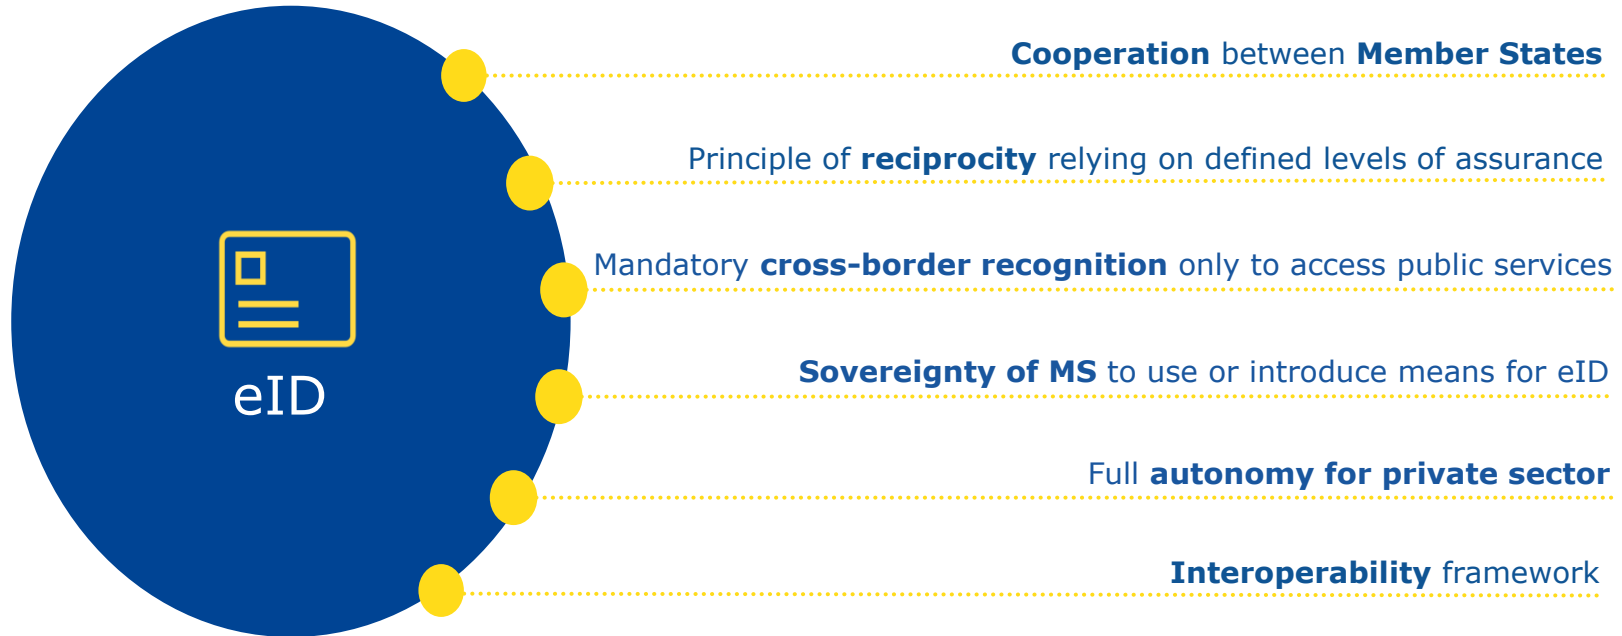 Cooperation between Member States
Principle of reciprocity relying on defined levels of assurance
Mandatory cross-border recognition only to access public services
Sovereignty of MS to use or introduce means for eID
eID
Full autonomy for private sector
Interoperability framework